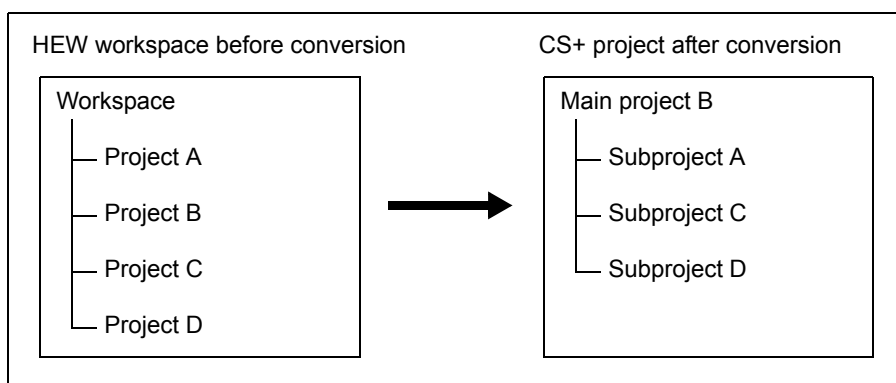 HEW workspace before conversion
Workspace
Project A
Project B
Project C
Project D
CS+ project after conversion
Main project B
Subproject A
Subproject C
Subproject D